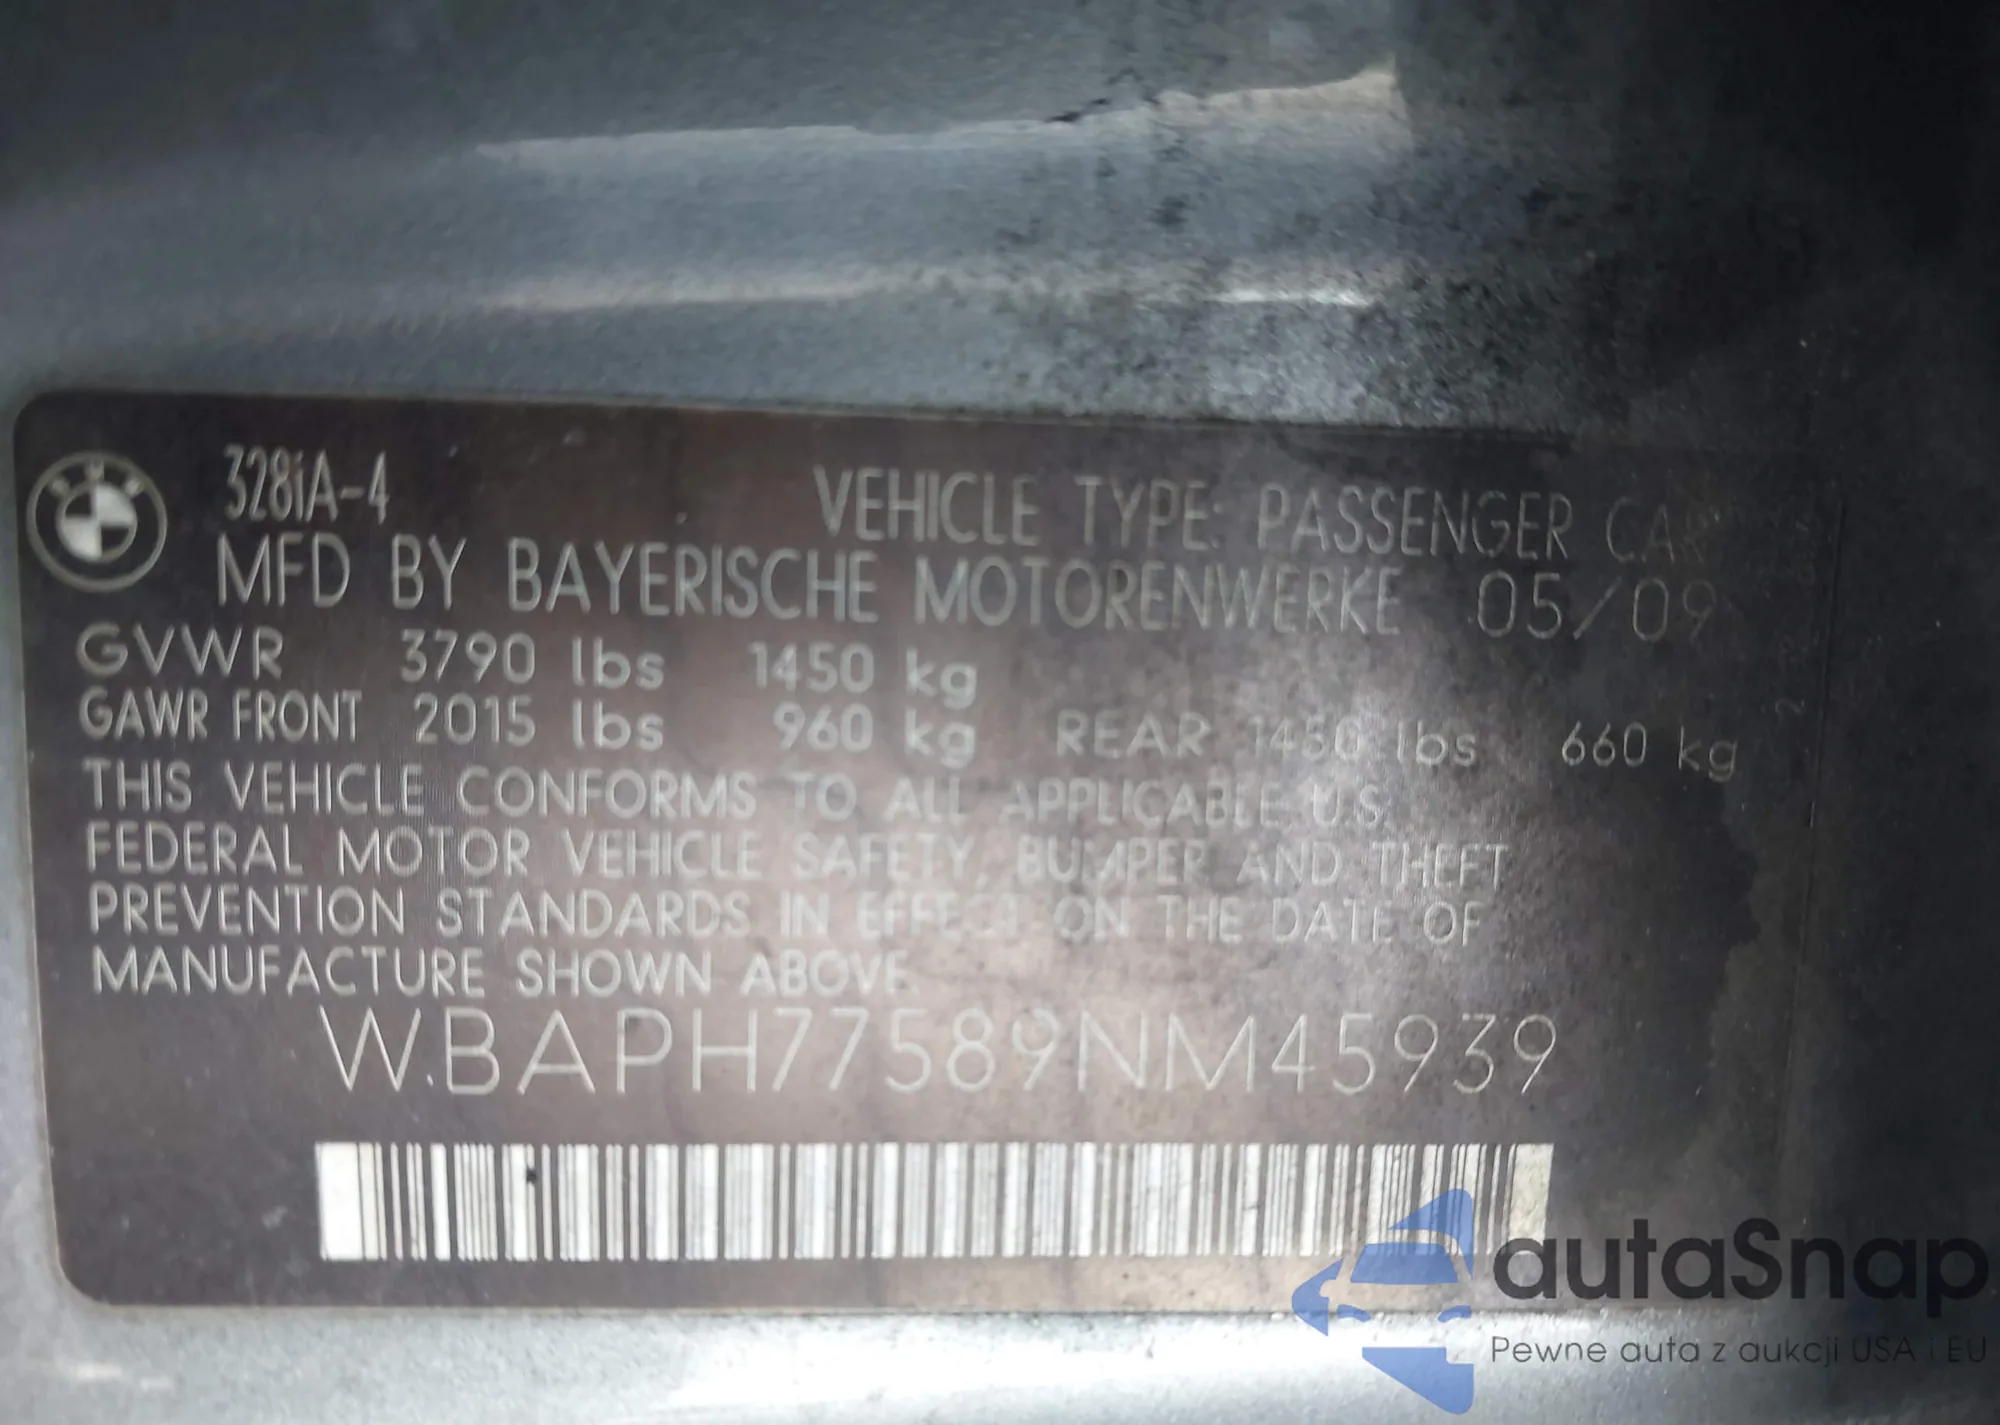 328iA-4
VEHICLE TYPE: PASSENGER CAR
MFD BY BAYERISCHE MOTORENWERKE 05/09
GVWR 3790 lbs 1450 kg
GAWR FRONT 2015 lbs 960 kg REAR 1450 lbs 660 kg
THIS VEHICLE CONFORMS TO ALL APPLICABLE U.S.
FEDERAL MOTOR VEHICLE SAFETY, BUMPER AND THEFT
PREVENTION STANDARDS IN EFFECT ON THE DATE OF
MANUFACTURE SHOWN ABOVE.
WBAPH77589NM45939
autaSnap
Pewne auta z aukcji USA i EU